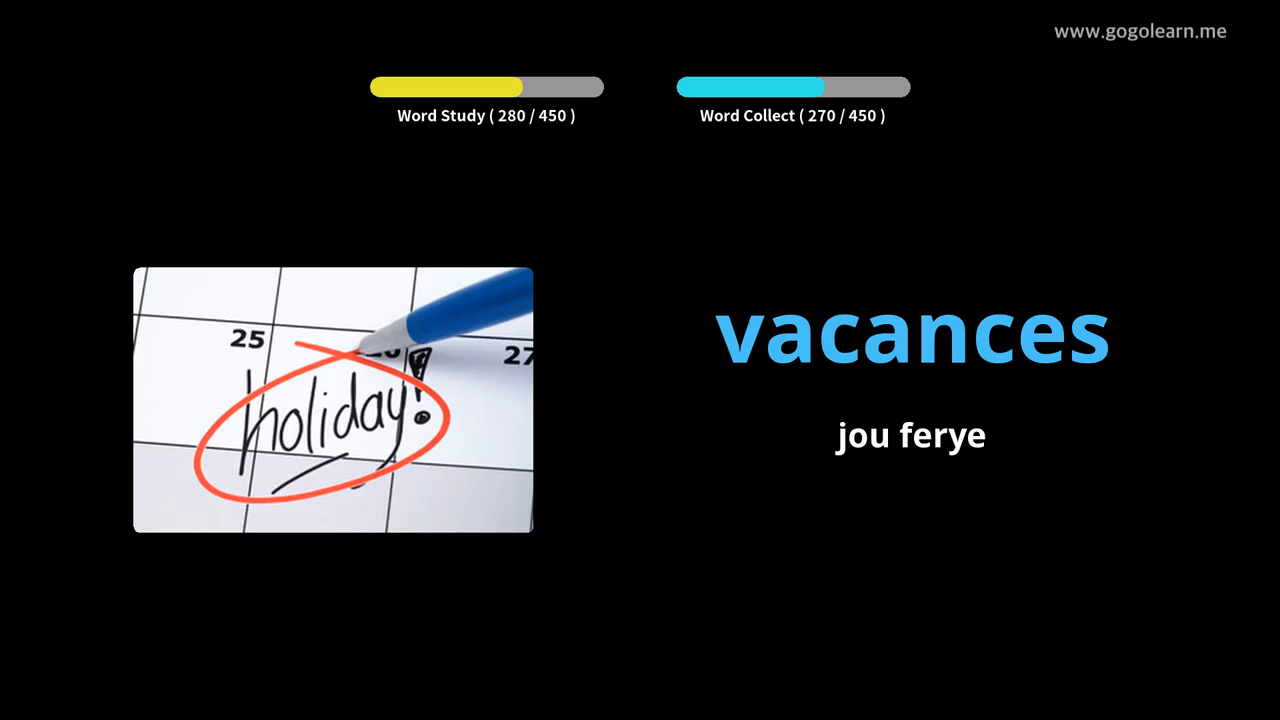 www.gogolearn.me
Word Study ( 280 / 450 )
Word Collect ( 270 / 450 )
25
27
holiday!
vacances
jou ferye